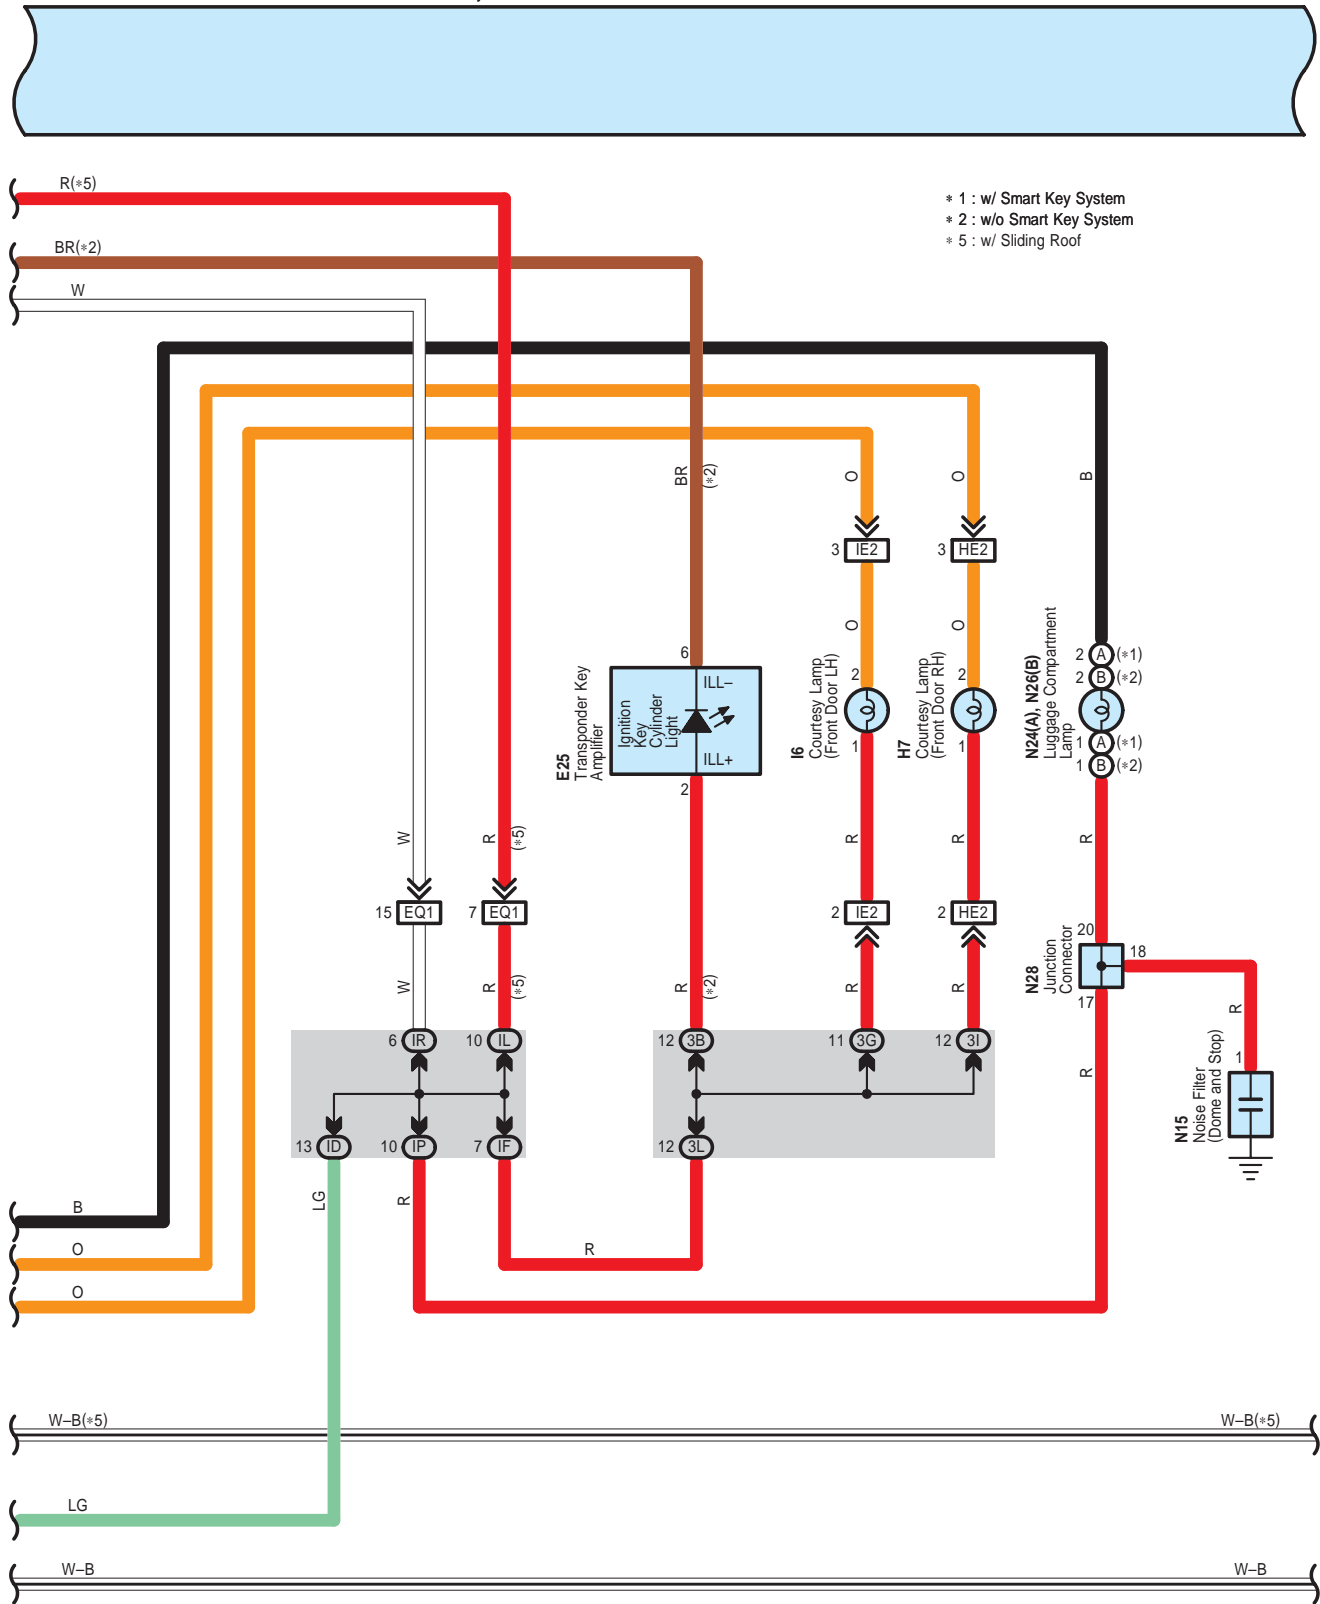 R(*5)
BR(*2)
W
* 1 : w/ Smart Key System
* 2 : w/o Smart Key System
* 5 : w/ Sliding Roof
BR
(*2)
O
O
B
3 IE2
3 HE2
O
O
6
ILL–
Ignition
Key
Cylinder
Light
ILL+
2
E25
Transponder Key
Amplifier
2
I6
Courtesy Lamp
(Front Door LH)
1
2
H7
Courtesy Lamp
(Front Door RH)
1
N24(A), N26(B)
Luggage Compartment
Lamp
2 A (*1)
2 B (*2)
1 A (*1)
1 B (*2)
W
R
(*5)
R
R
R
15 EQ1
7 EQ1
2 IE2
2 HE2
20
18
17
N28
Junction
Connector
W
R
(*5)
R
(*2)
R
R
R
R
6 IR
10 IL
12 3B
11 3G
12 3I
1
N15
Noise Filter
(Dome and Stop)
13 ID
10 IP
7 IF
12 3L
LG
R
B
O
R
O
W–B(*5)
W–B(*5)
LG
W–B
W–B